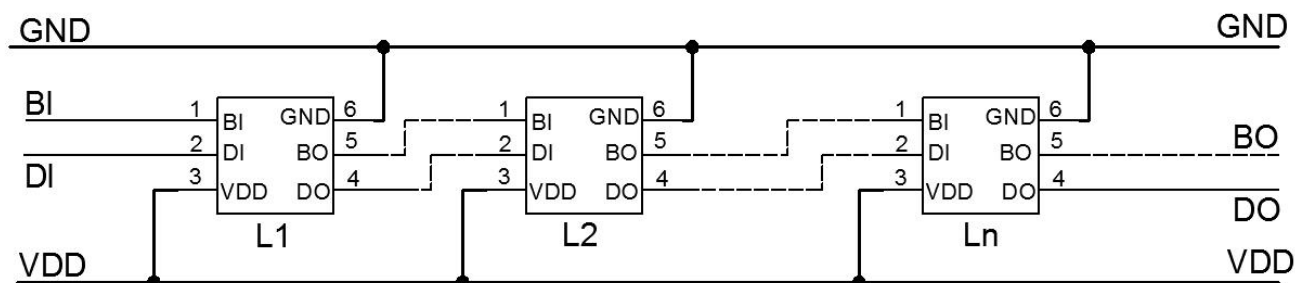 GND GND
BI DI
1 BI GND 6
2 DI BO 5
3 VDD DO 4
L1
1 BI GND 6
2 DI BO 5
3 VDD DO 4
L2
1 BI GND 6
2 DI BO 5
3 VDD DO 4
Ln
BO
DO
VDD VDD